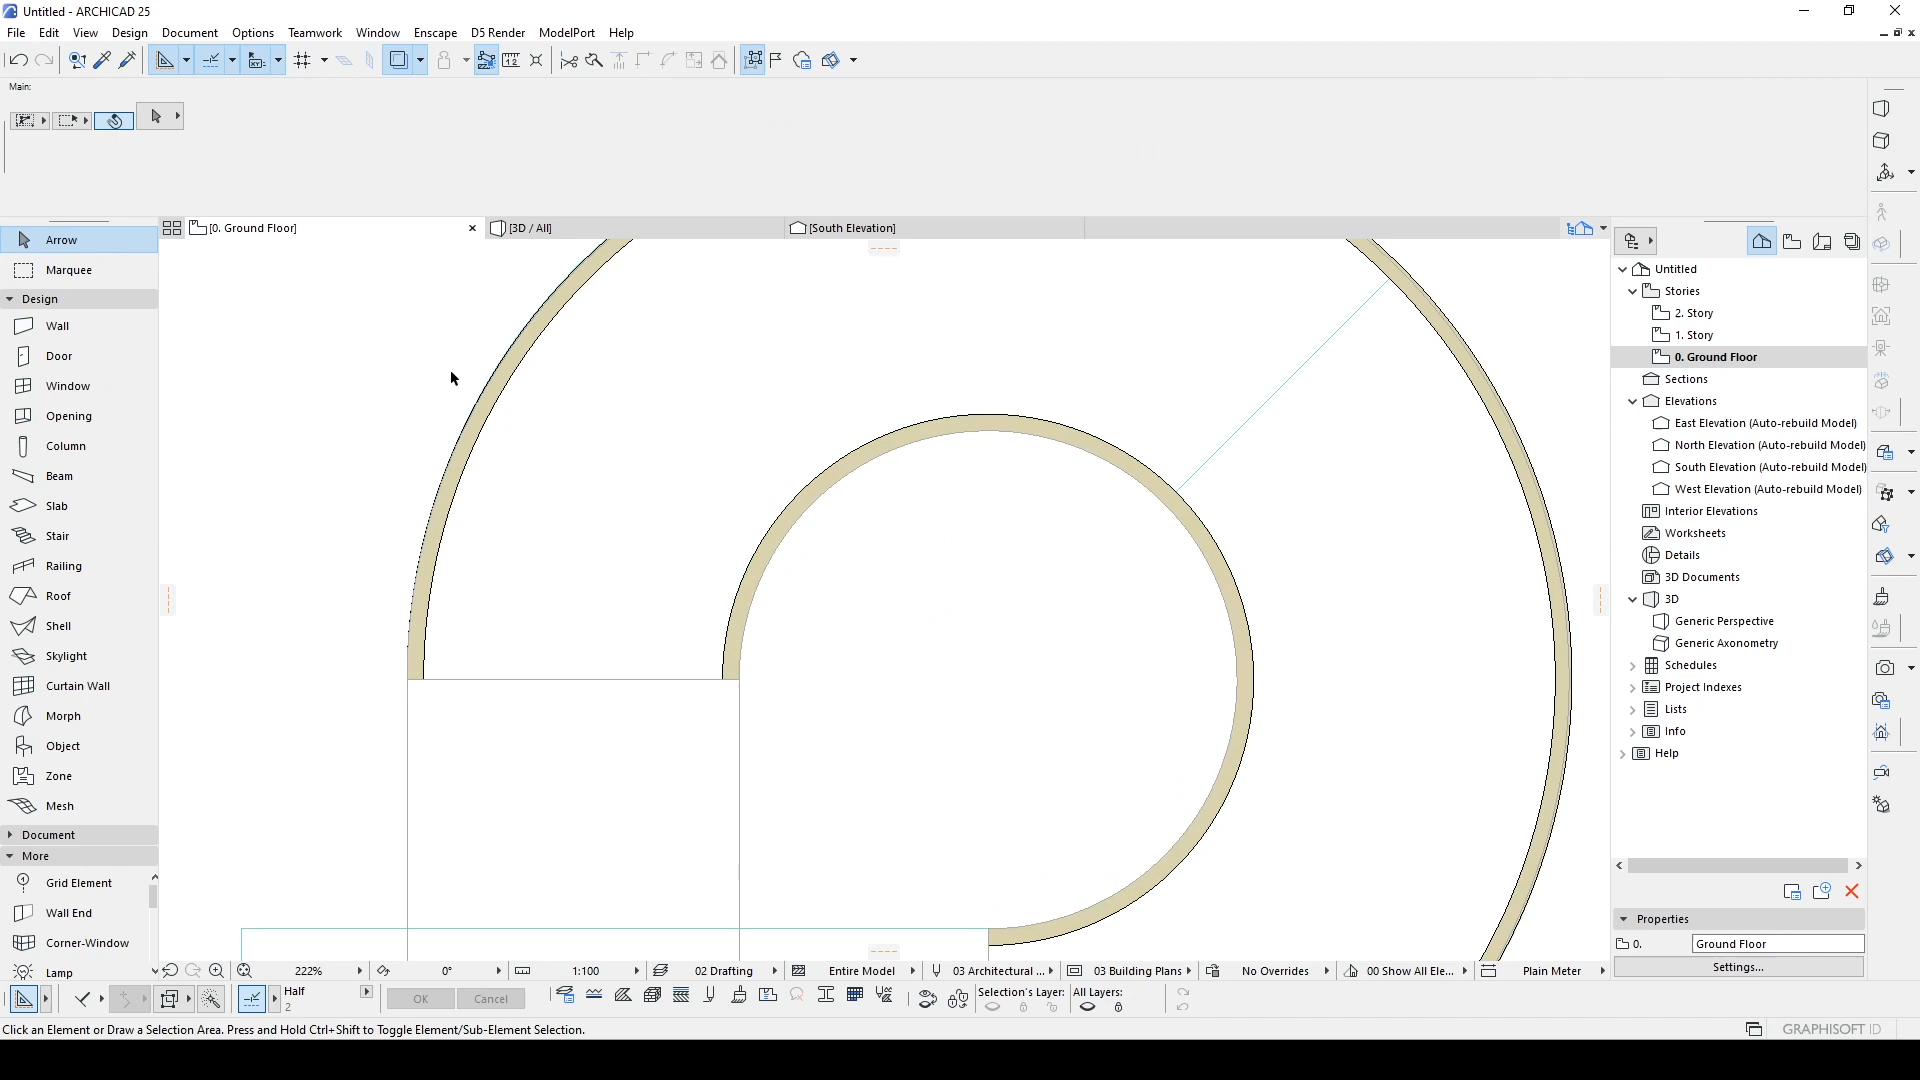 Untitled - ARCHICAD 25
File Edit View Design Document Options Teamwork Window Enscape D5 Render ModelPort Help
Main:
[0. Ground Floor]
[3D / All]
[South Elevation]
Arrow
Marquee
Design
Wall
Door
Window
Opening
Column
Beam
Slab
Stair
Railing
Roof
Shell
Skylight
Curtain Wall
Morph
Object
Zone
Mesh
Document
More
Grid Element
Wall End
Corner-Window
Lamp
Untitled
Stories
2. Story
1. Story
0. Ground Floor
Sections
Elevations
East Elevation (Auto-rebuild Model)
North Elevation (Auto-rebuild Model)
South Elevation (Auto-rebuild Model)
West Elevation (Auto-rebuild Model)
Interior Elevations
Worksheets
Details
3D Documents
3D
Generic Perspective
Generic Axonometry
Schedules
Project Indexes
Lists
Info
Help
Properties
0. Ground Floor
Settings...
222% 0° 1:100 02 Drafting Entire Model 03 Architectural ... 03 Building Plans No Overrides 00 Show All Ele... Plain Meter
Half
2
OK Cancel
Selection's Layer: All Layers:
Click an Element or Draw a Selection Area. Press and Hold Ctrl+Shift to Toggle Element/Sub-Element Selection.
GRAPHISOFT ID